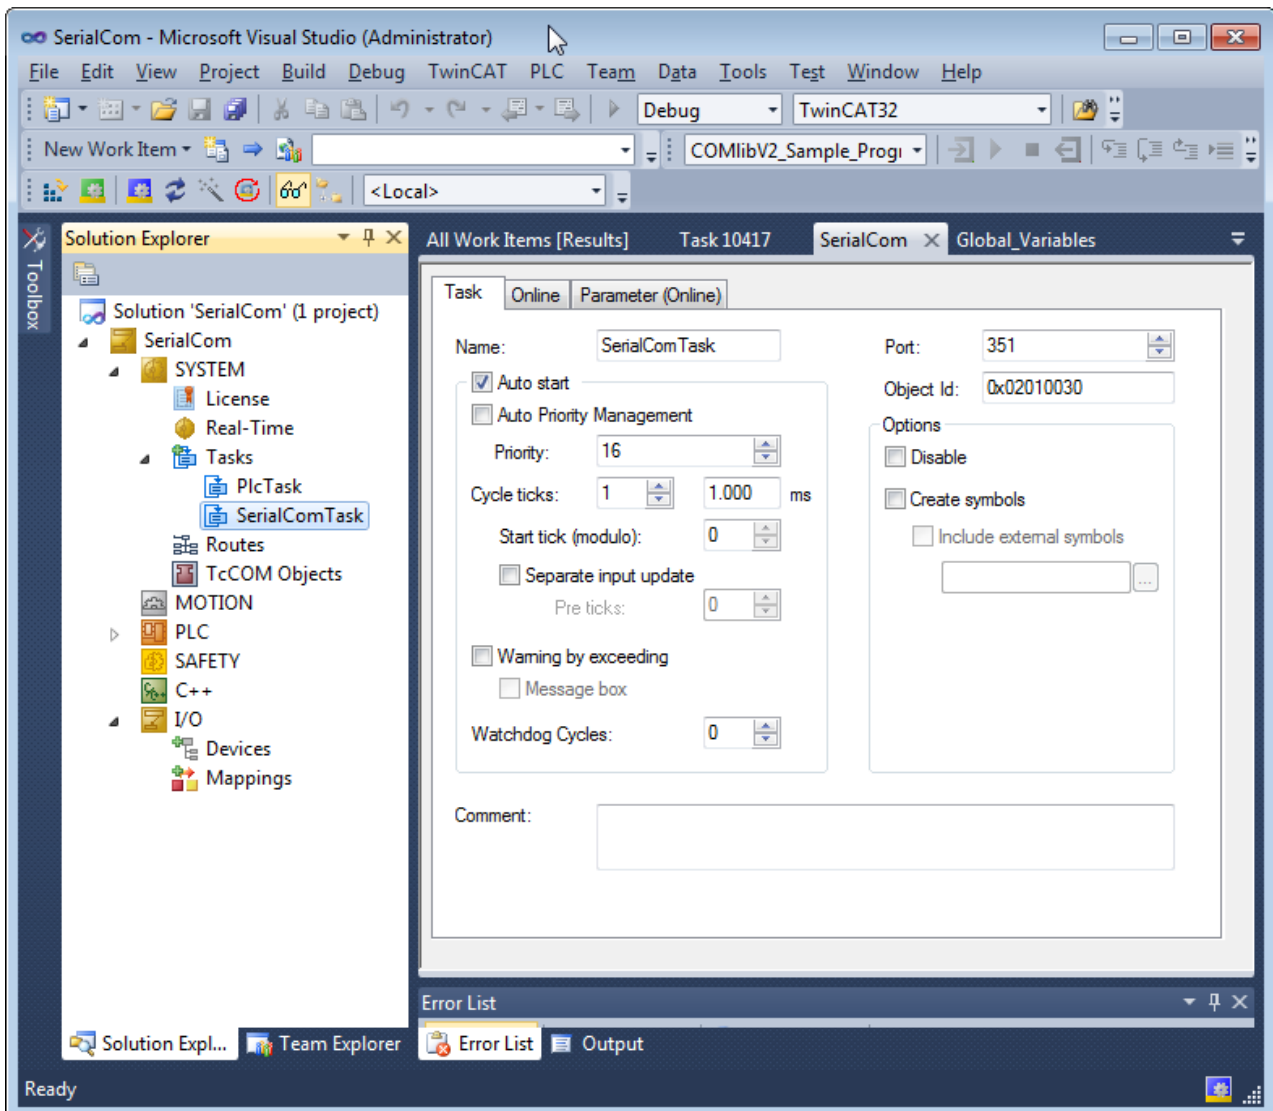 SerialCom - Microsoft Visual Studio (Administrator)
File Edit View Project Build Debug TwinCAT PLC Team Data Tools Test Window Help
Debug TwinCAT32
New Work Item COMlibV2_Sample_Progr
<Local>
Toolbox
Solution Explorer
All Work Items [Results] Task 10417 SerialCom Global_Variables
Solution 'SerialCom' (1 project)
SerialCom
SYSTEM
License
Real-Time
Tasks
PlcTask
SerialComTask
Routes
TcCOM Objects
MOTION
PLC
SAFETY
C++
I/O
Devices
Mappings
Task Online Parameter (Online)
Name: SerialComTask
Port: 351
Auto start
Object Id: 0x02010030
Auto Priority Management
Options
Priority: 16
Disable
Cycle ticks: 1 1.000 ms
Create symbols
Start tick (modulo): 0
Include external symbols
Separate input update
...
Pre ticks: 0
Warning by exceeding
Message box
Watchdog Cycles: 0
Comment:
Error List
Solution Expl... Team Explorer Error List Output
Ready